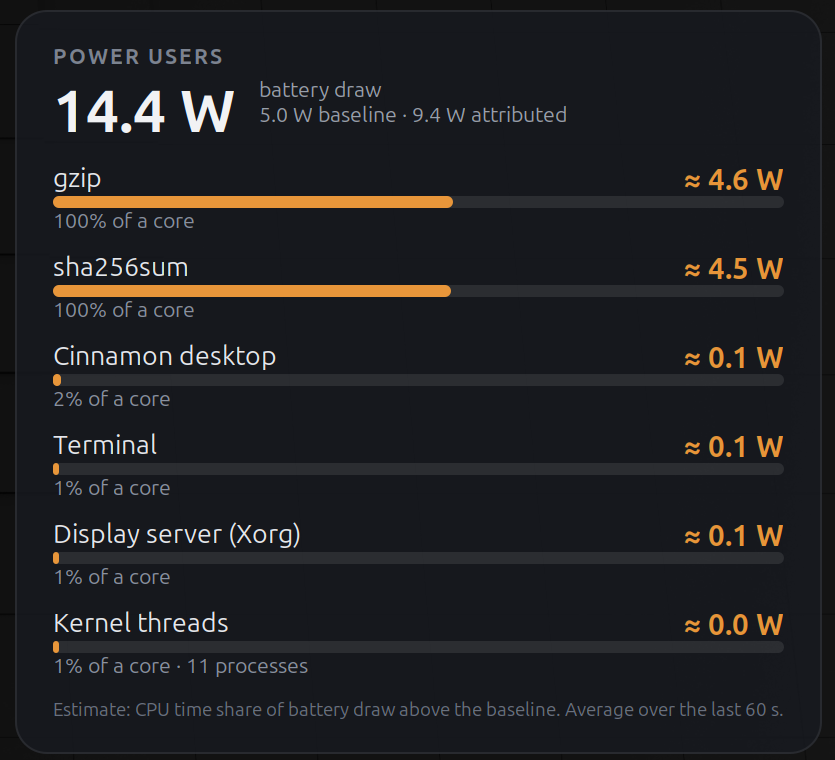 POWER USERS
14.4 W
battery draw
5.0 W baseline · 9.4 W attributed
gzip ≈ 4.6 W
100% of a core
sha256sum ≈ 4.5 W
100% of a core
Cinnamon desktop ≈ 0.1 W
2% of a core
Terminal ≈ 0.1 W
1% of a core
Display server (Xorg) ≈ 0.1 W
1% of a core
Kernel threads ≈ 0.0 W
1% of a core · 11 processes
Estimate: CPU time share of battery draw above the baseline. Average over the last 60 s.